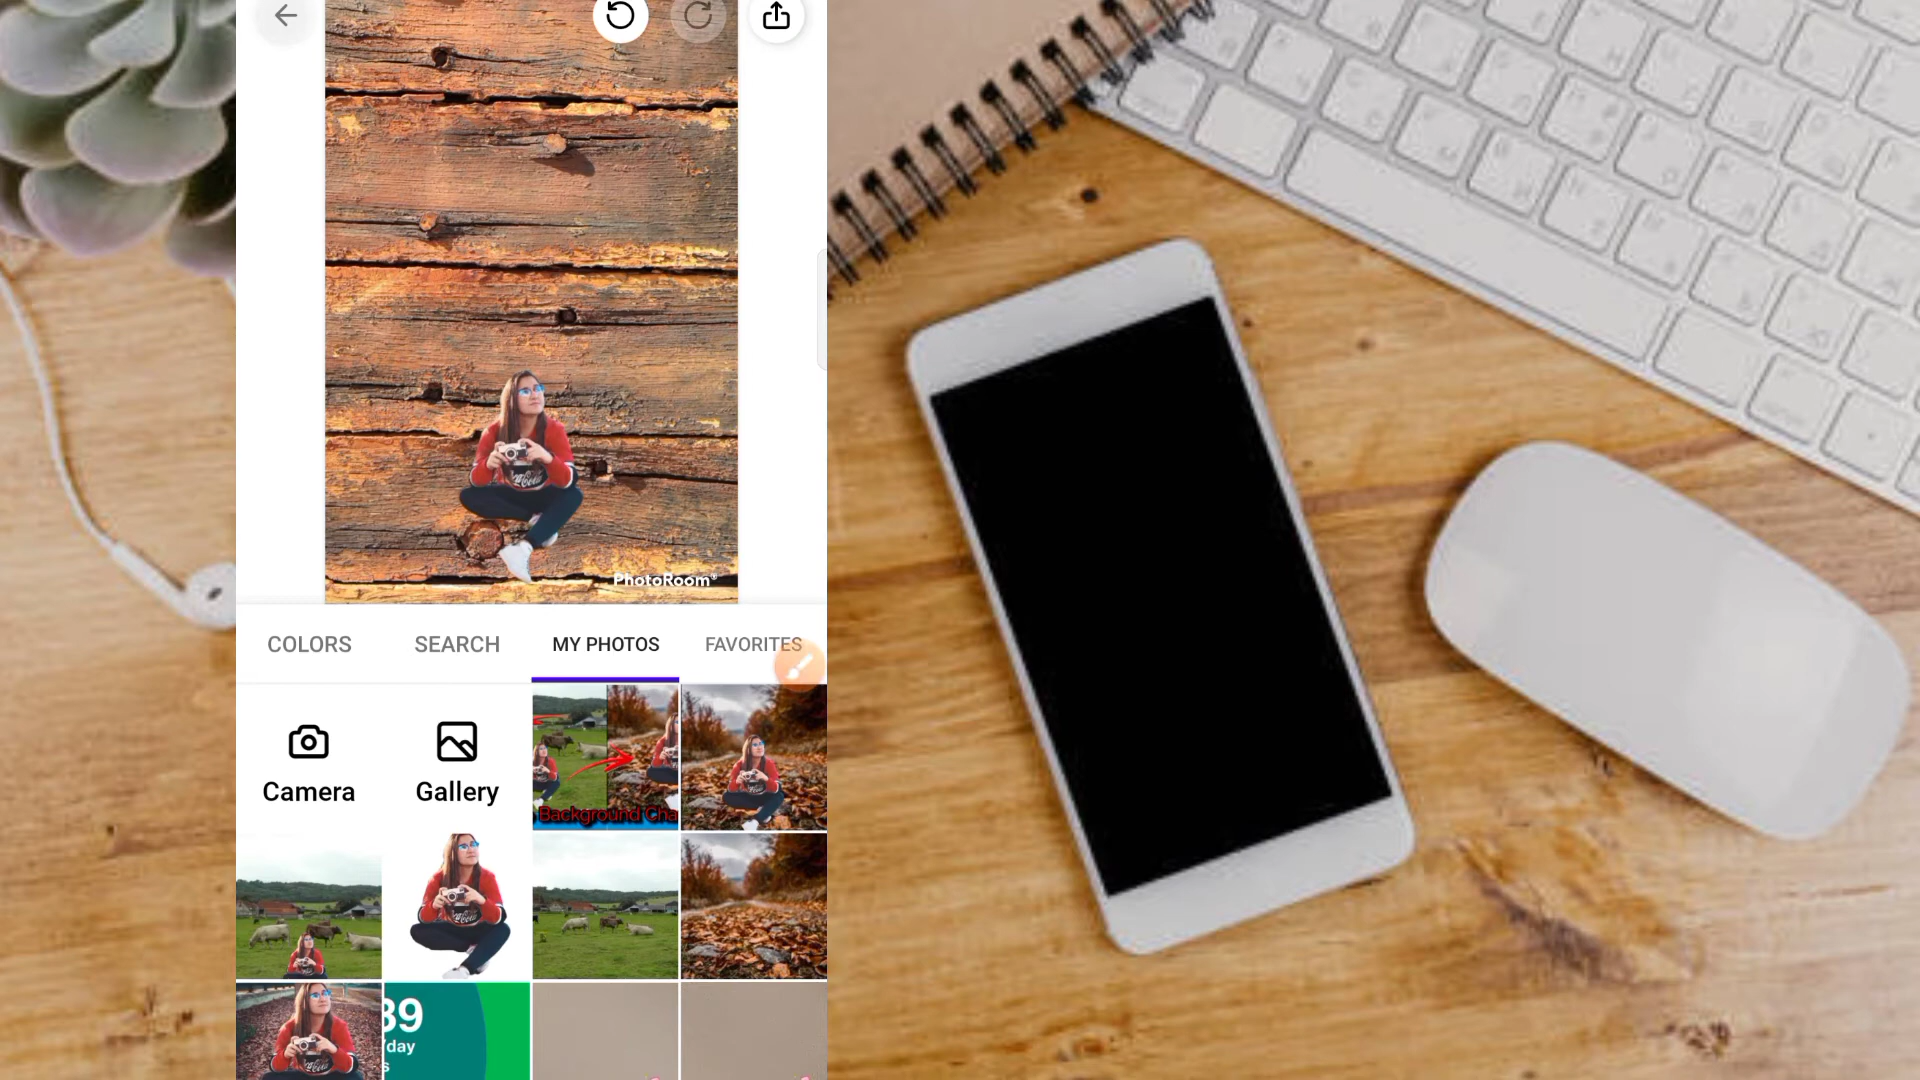 PhotoRoom®
COLORS SEARCH MY PHOTOS FAVORITES
Camera Gallery
Background Cha
39
/day
s